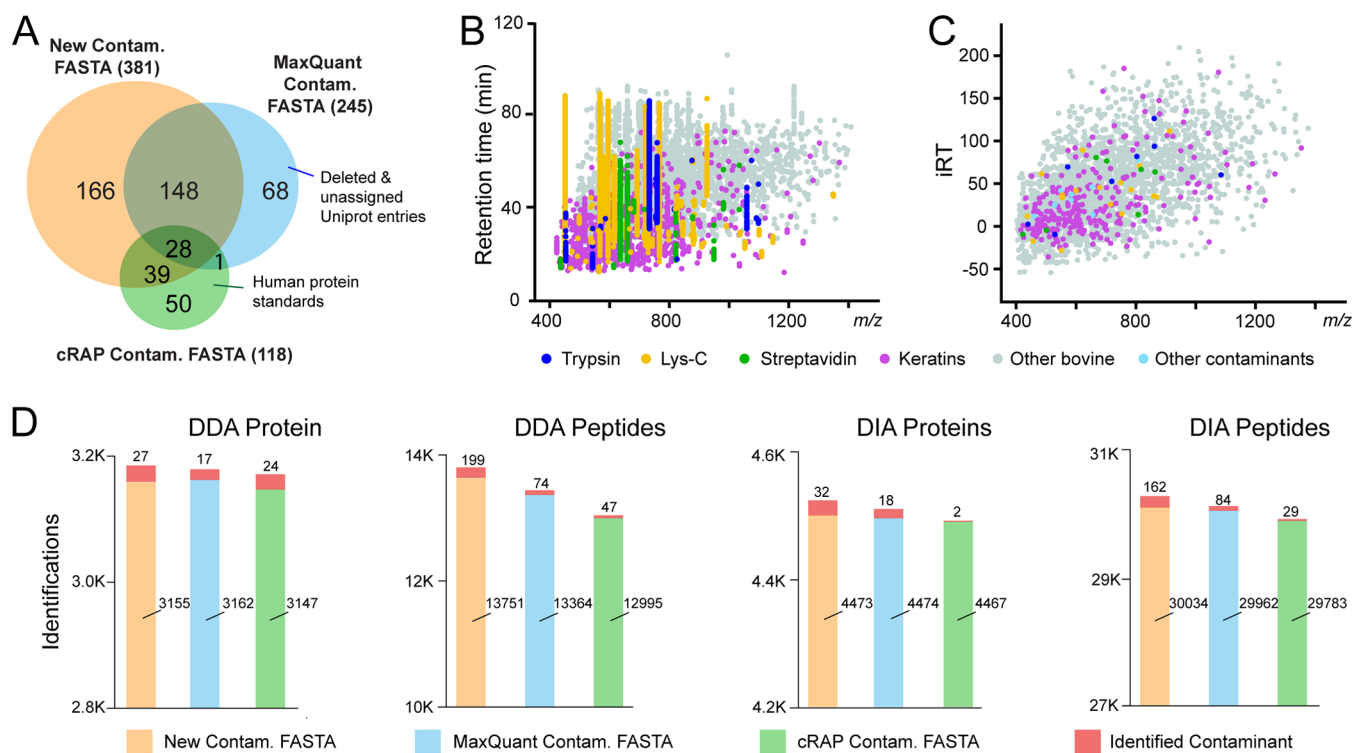 A
New Contam.
FASTA (381)
MaxQuant
Contam.
FASTA (245)
166
148
68
28
1
39
50
Deleted &
unassigned
Uniprot entries
Human protein
standards
cRAP Contam. FASTA (118)
B
Retention time (min)
120
80
40
0
400
800
1200
m/z
C
iRT
200
150
100
50
0
-50
400
800
1200
m/z
Trypsin
Lys-C
Streptavidin
Keratins
Other bovine
Other contaminants
D
Identifications
DDA Protein
3.2K
3.0K
2.8K
27
17
24
3155
3162
3147
DDA Peptides
14K
12K
10K
199
74
47
13751
13364
12995
DIA Proteins
4.6K
4.4K
4.2K
32
18
2
4473
4474
4467
DIA Peptides
31K
29K
27K
162
84
29
30034
29962
29783
New Contam. FASTA
MaxQuant Contam. FASTA
cRAP Contam. FASTA
Identified Contaminant